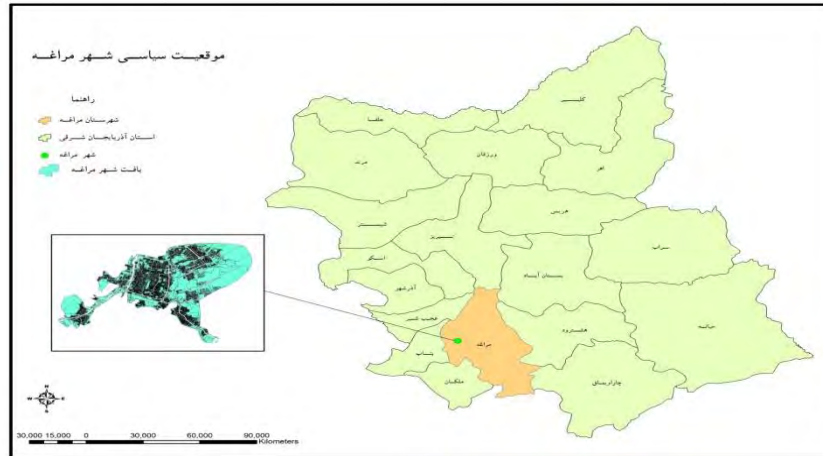 موقعیت سیاسی شهر مراغه
راهنما
شهرستان مراغه
استان آذربایجان شرقی
شهر مراغه
بافت شهر مراغه
کلیبر
جلفا
مرند
ورزقان
اهر
هریس
شبستر
تبریز
سراب
اسکو
بستان آباد
آذرشهر
میانه
عجب شیر
هشترود
مراغه
بناب
ملکان
چاراویماق
N
W E
S
30,000 15,000 0 30,000 60,000 90,000
Kilometers